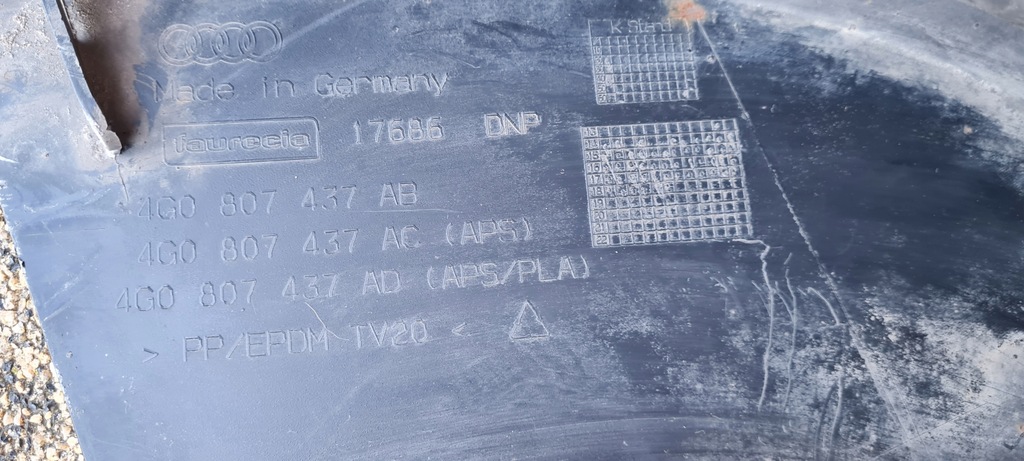 Made in Germany
faurecia 17686 DNP
4G0 807 437 AB
4G0 807 437 AC (APS)
4G0 807 437 AD (APS/PLA)
> PP/EPDM TV20 <